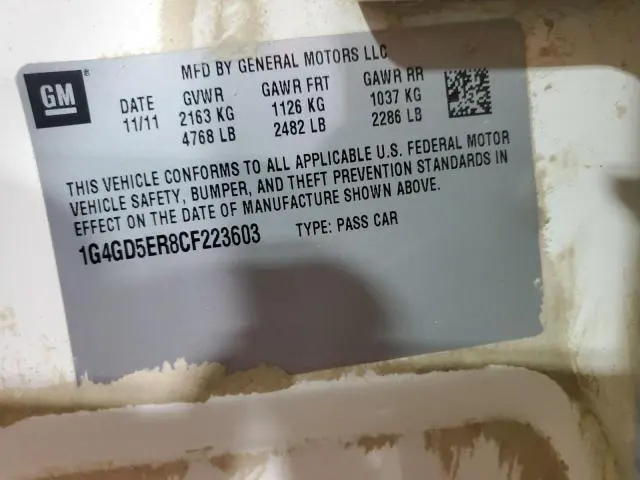 MFD BY GENERAL MOTORS LLC
GM®
DATE GVWR GAWR FRT GAWR RR
11/11 2163 KG 1126 KG 1037 KG
4768 LB 2482 LB 2286 LB
THIS VEHICLE CONFORMS TO ALL APPLICABLE U.S. FEDERAL MOTOR
VEHICLE SAFETY, BUMPER, AND THEFT PREVENTION STANDARDS IN
EFFECT ON THE DATE OF MANUFACTURE SHOWN ABOVE.
1G4GD5ER8CF223603 TYPE: PASS CAR